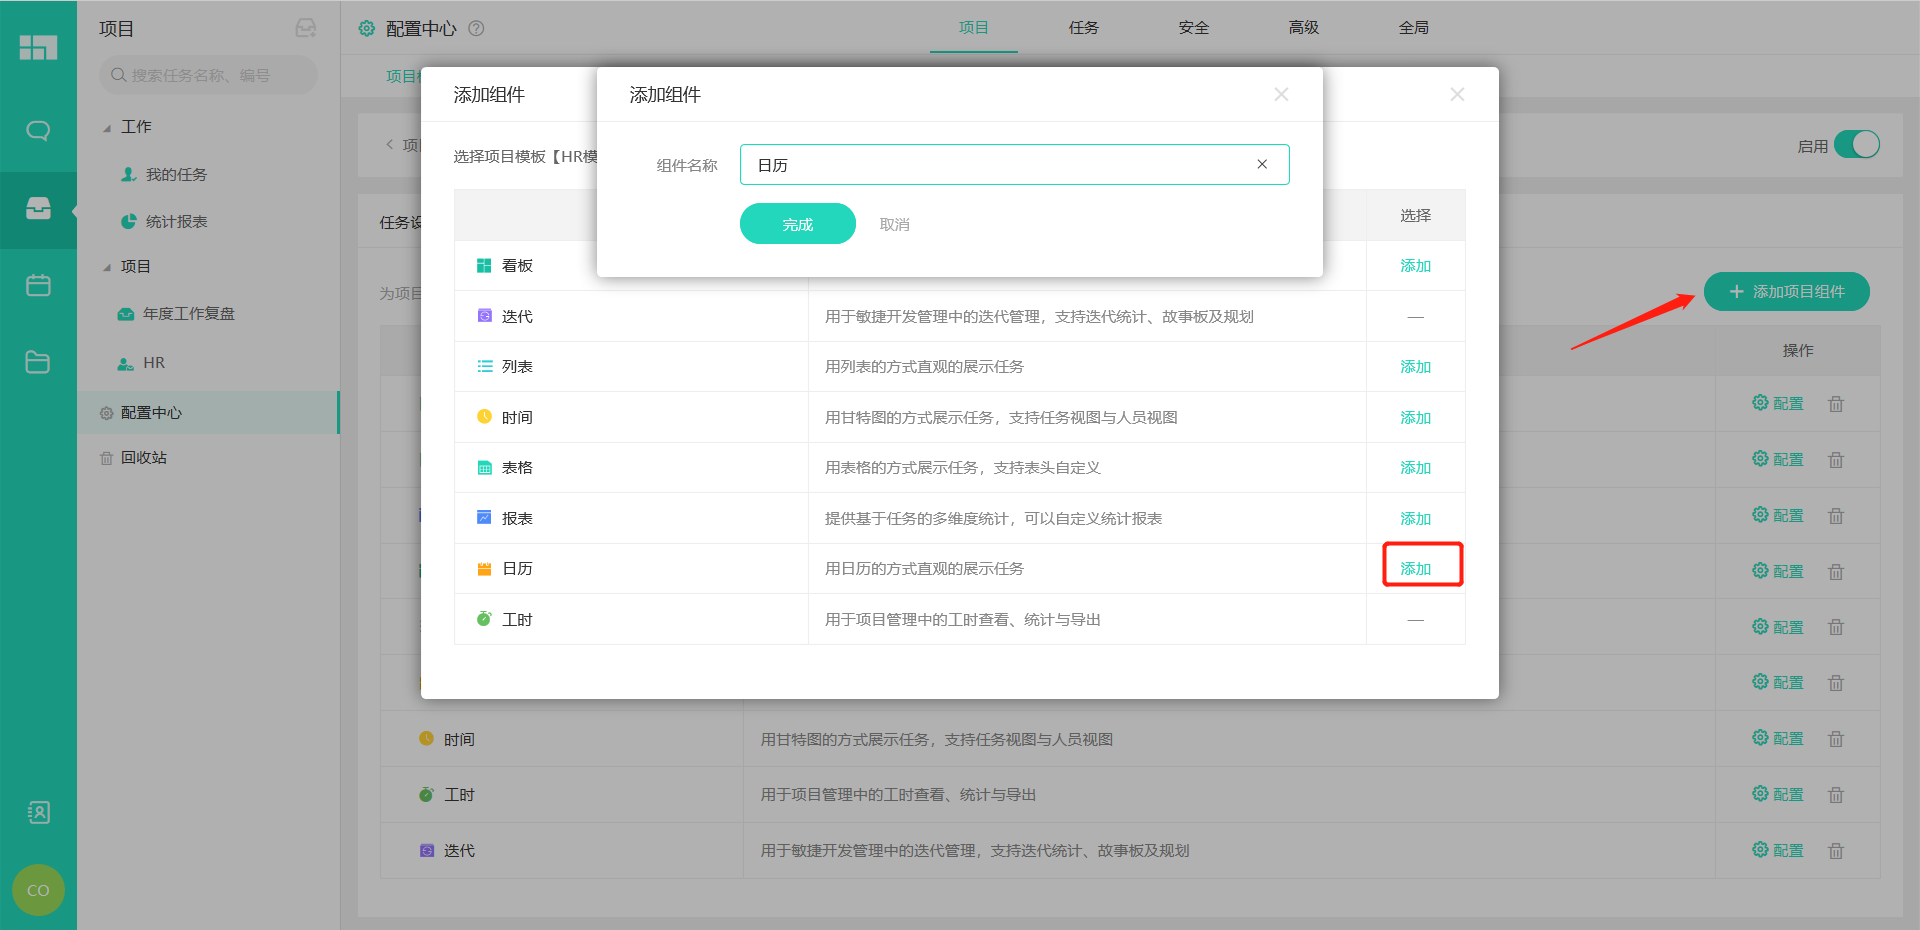 项目
搜索任务名称、编号
工作
我的任务
统计报表
项目
年度工作复盘
HR
配置中心
回收站
CO
配置中心 ?
项目 任务 安全 高级 全局
项目
启用
任务设
为项目
添加项目组件
操作
添加组件
选择项目模板【HR模
选择
看板 添加
迭代 用于敏捷开发管理中的迭代管理，支持迭代统计、故事板及规划 —
列表 用列表的方式直观的展示任务 添加
时间 用甘特图的方式展示任务，支持任务视图与人员视图 添加
表格 用表格的方式展示任务，支持表头自定义 添加
报表 提供基于任务的多维度统计，可以自定义统计报表 添加
日历 用日历的方式直观的展示任务 添加
工时 用于项目管理中的工时查看、统计与导出 —
添加组件
组件名称 日历
完成 取消
配置
配置
配置
配置
配置
配置
时间 用甘特图的方式展示任务，支持任务视图与人员视图 配置
工时 用于项目管理中的工时查看、统计与导出 配置
迭代 用于敏捷开发管理中的迭代管理，支持迭代统计、故事板及规划 配置